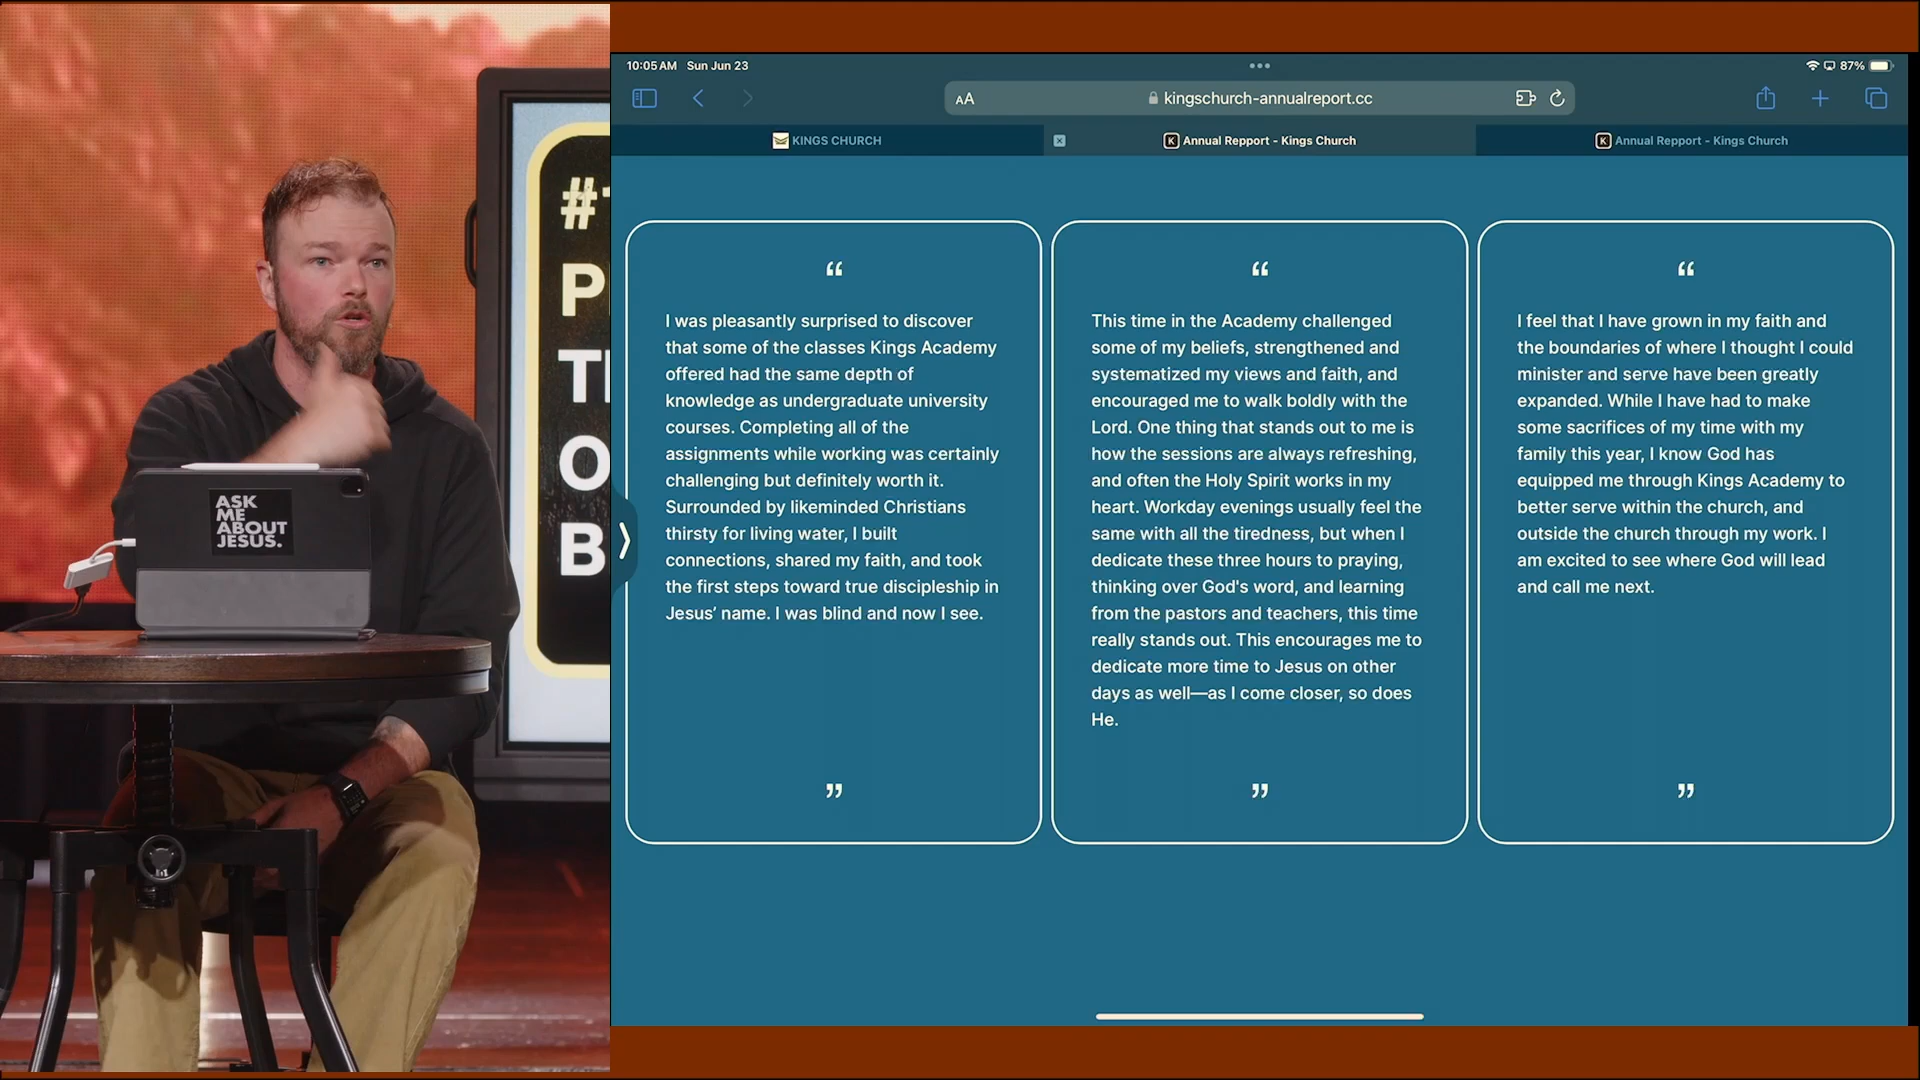 #
P
T
O
B
ASK
ME
ABOUT
JESUS.
10:05 AM Sun Jun 23
87%
AA
kingschurch-annualreport.cc
KINGS CHURCH
K Annual Repport - Kings Church
K Annual Repport - Kings Church
“
I was pleasantly surprised to discover
that some of the classes Kings Academy
offered had the same depth of
knowledge as undergraduate university
courses. Completing all of the
assignments while working was certainly
challenging but definitely worth it.
Surrounded by likeminded Christians
thirsty for living water, I built
connections, shared my faith, and took
the first steps toward true discipleship in
Jesus’ name. I was blind and now I see.
”
“
This time in the Academy challenged
some of my beliefs, strengthened and
systematized my views and faith, and
encouraged me to walk boldly with the
Lord. One thing that stands out to me is
how the sessions are always refreshing,
and often the Holy Spirit works in my
heart. Workday evenings usually feel the
same with all the tiredness, but when I
dedicate these three hours to praying,
thinking over God's word, and learning
from the pastors and teachers, this time
really stands out. This encourages me to
dedicate more time to Jesus on other
days as well—as I come closer, so does
He.
”
“
I feel that I have grown in my faith and
the boundaries of where I thought I could
minister and serve have been greatly
expanded. While I have had to make
some sacrifices of my time with my
family this year, I know God has
equipped me through Kings Academy to
better serve within the church, and
outside the church through my work. I
am excited to see where God will lead
and call me next.
”